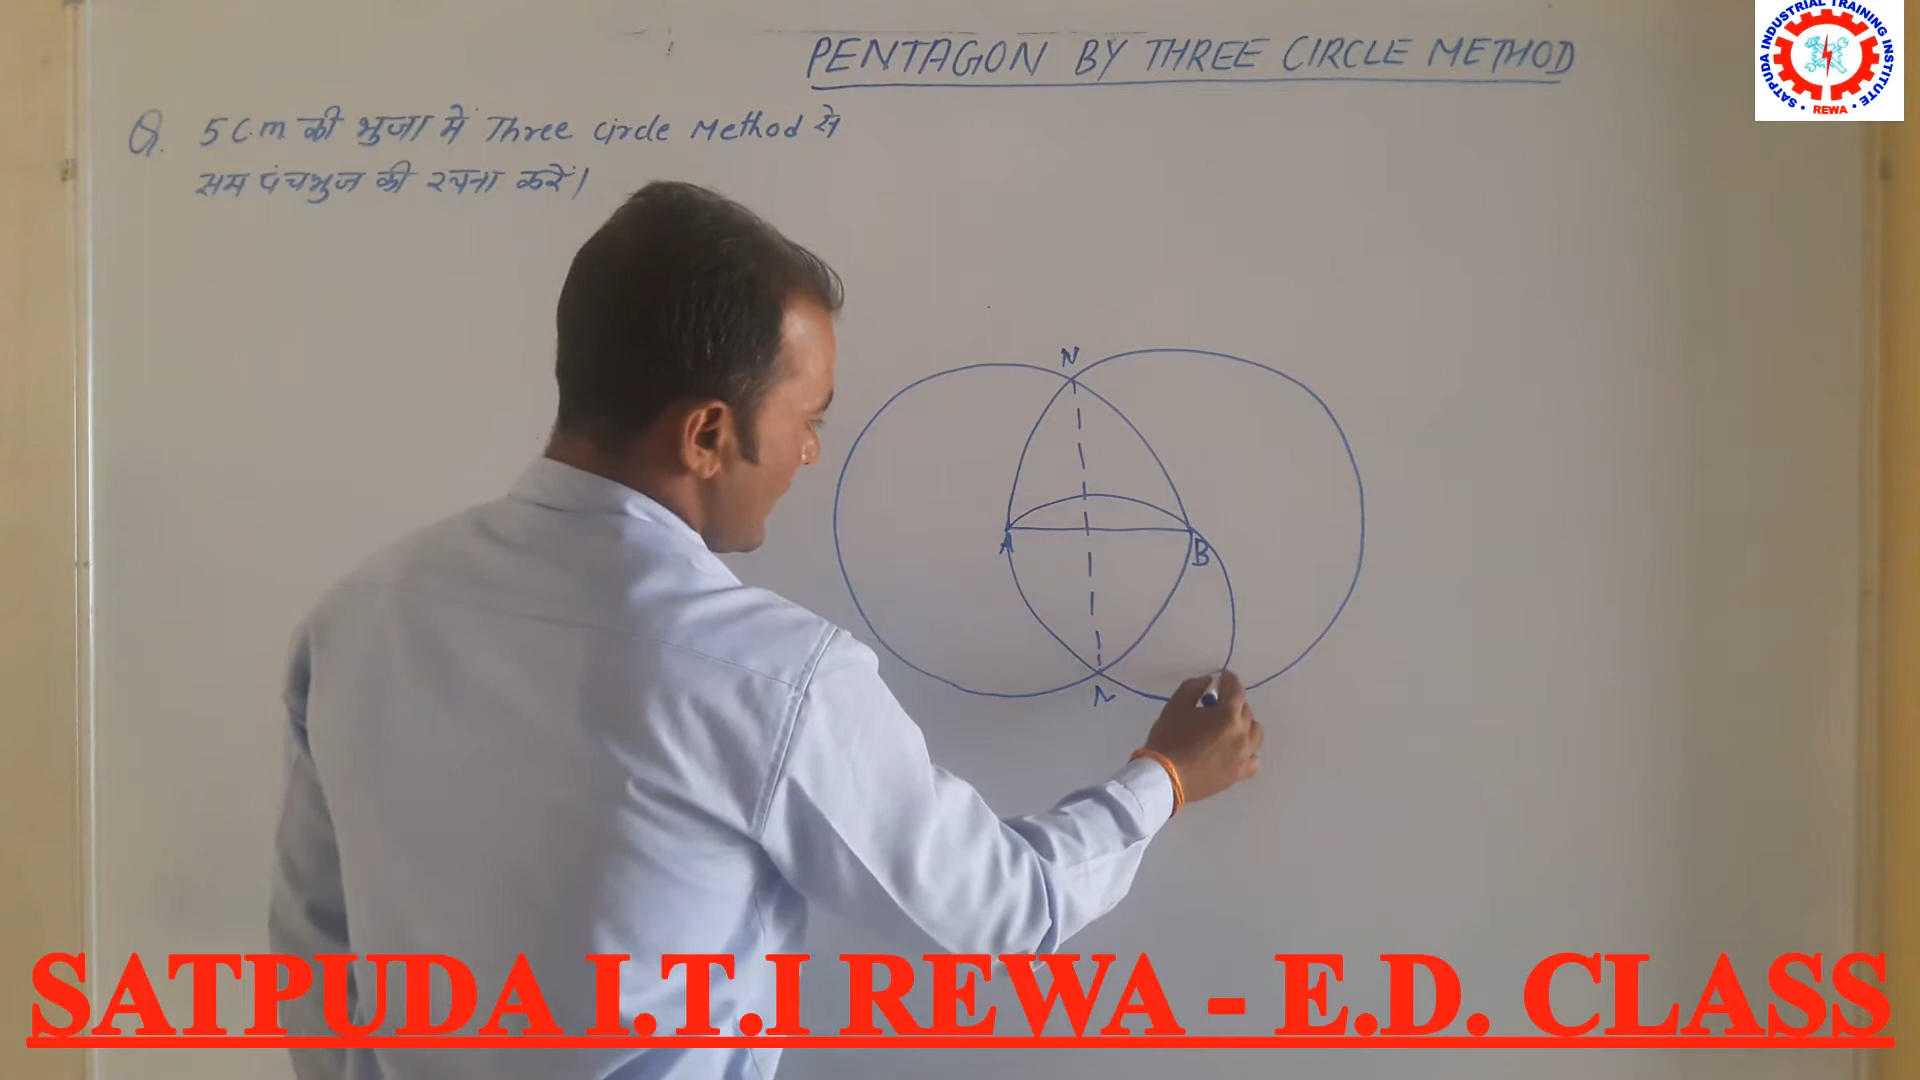 PENTAGON BY THREE CIRCLE METHOD
SATPUDA INDUSTRIAL TRAINING INSTITUTE
REWA
Q. 5 C.m की भुजा में Three circle Method से
सम पंचभुज की रचना करें।
N
A
B
SATPUDA I.T.I REWA - E.D. CLASS